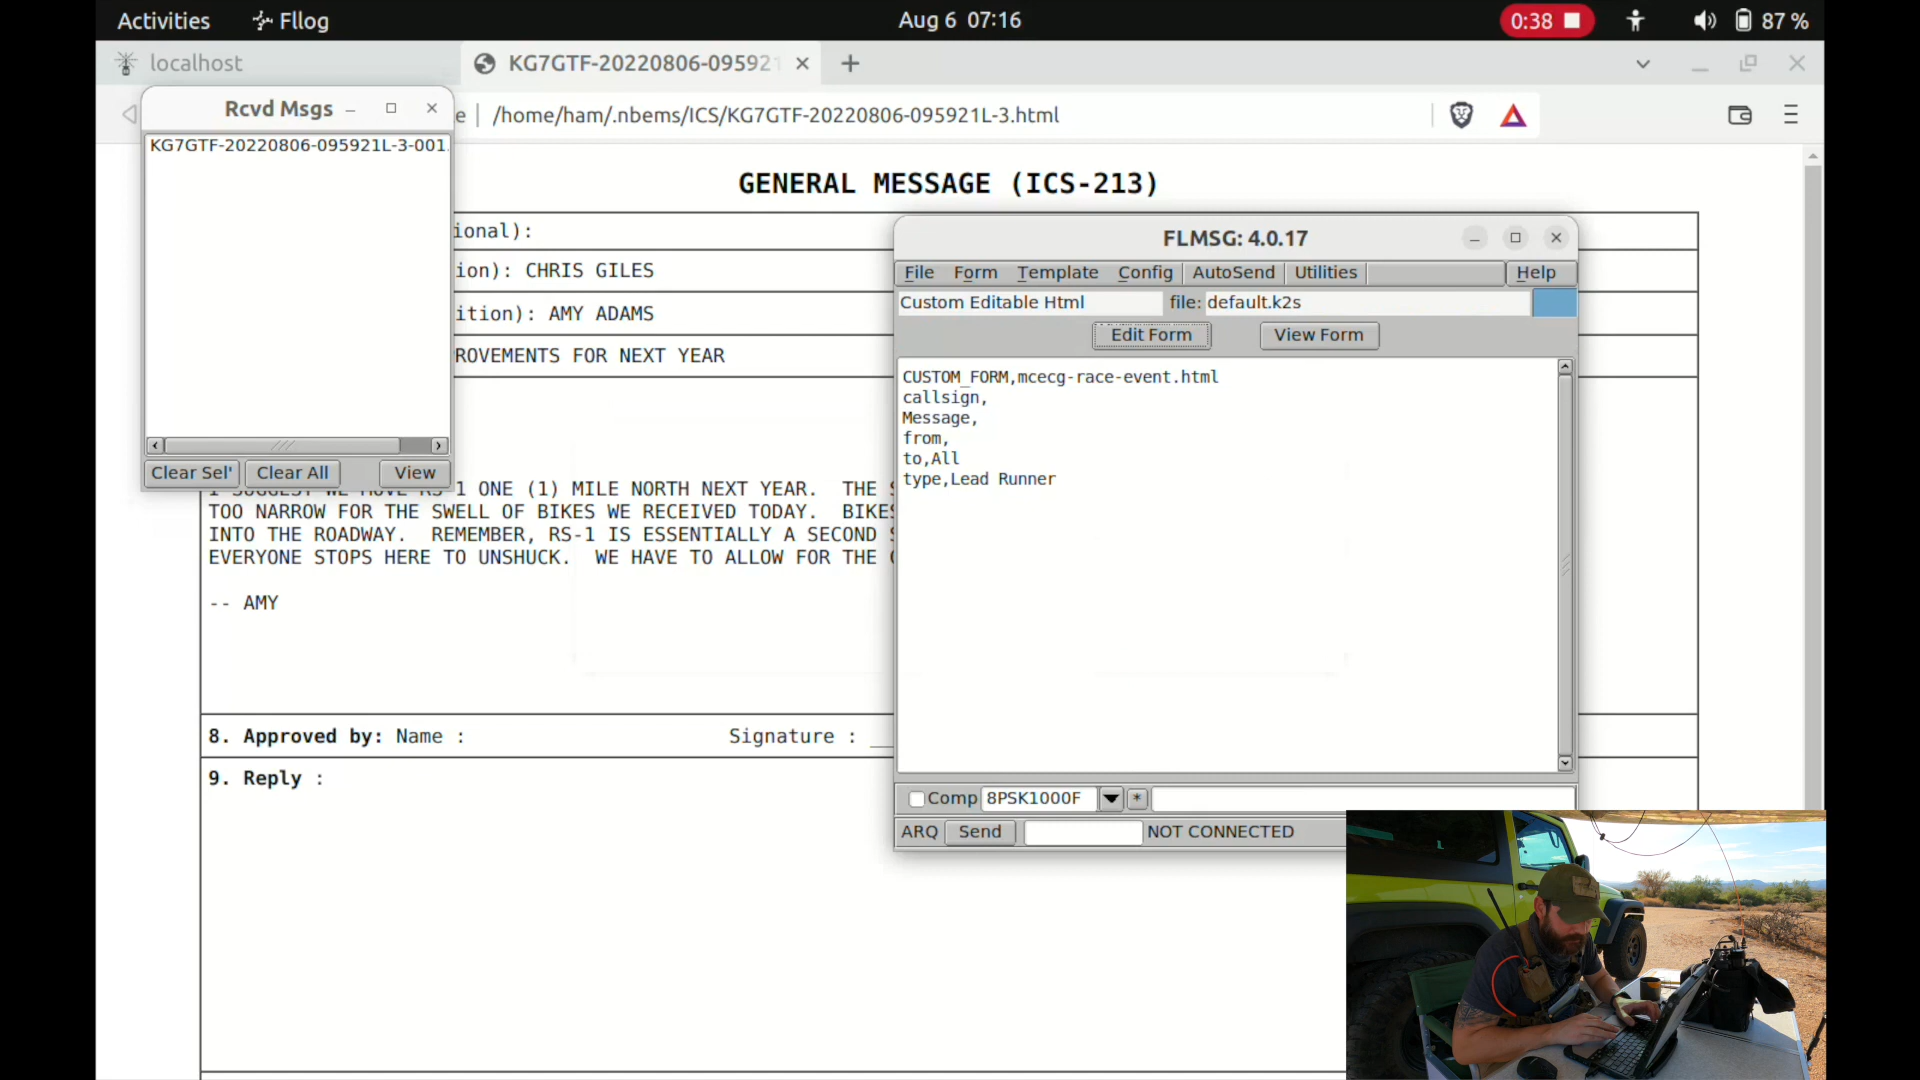 Activities
Fllog
Aug 6 07:16
0:38
87 %
localhost
KG7GTF-20220806-09592
/home/ham/.nbems/ICS/KG7GTF-20220806-095921L-3.html
Rcvd Msgs
KG7GTF-20220806-095921L-3-001.
Clear Sel'
Clear All
View
GENERAL MESSAGE (ICS-213)
ional):
ion): CHRIS GILES
ition): AMY ADAMS
ROVEMENTS FOR NEXT YEAR
I SUGGEST WE MOVE RS-1 ONE (1) MILE NORTH NEXT YEAR. THE
TOO NARROW FOR THE SWELL OF BIKES WE RECEIVED TODAY. BIKES
INTO THE ROADWAY. REMEMBER, RS-1 IS ESSENTIALLY A SECOND
EVERYONE STOPS HERE TO UNSHUCK. WE HAVE TO ALLOW FOR THE
-- AMY
8. Approved by: Name :
Signature :
9. Reply :
FLMSG: 4.0.17
File Form Template Config AutoSend Utilities Help
Custom Editable Html file: default.k2s
Edit Form
View Form
CUSTOM_FORM,mcecg-race-event.html
callsign,
Message,
from,
to,All
type,Lead Runner
Comp 8PSK1000F *
ARQ Send NOT CONNECTED